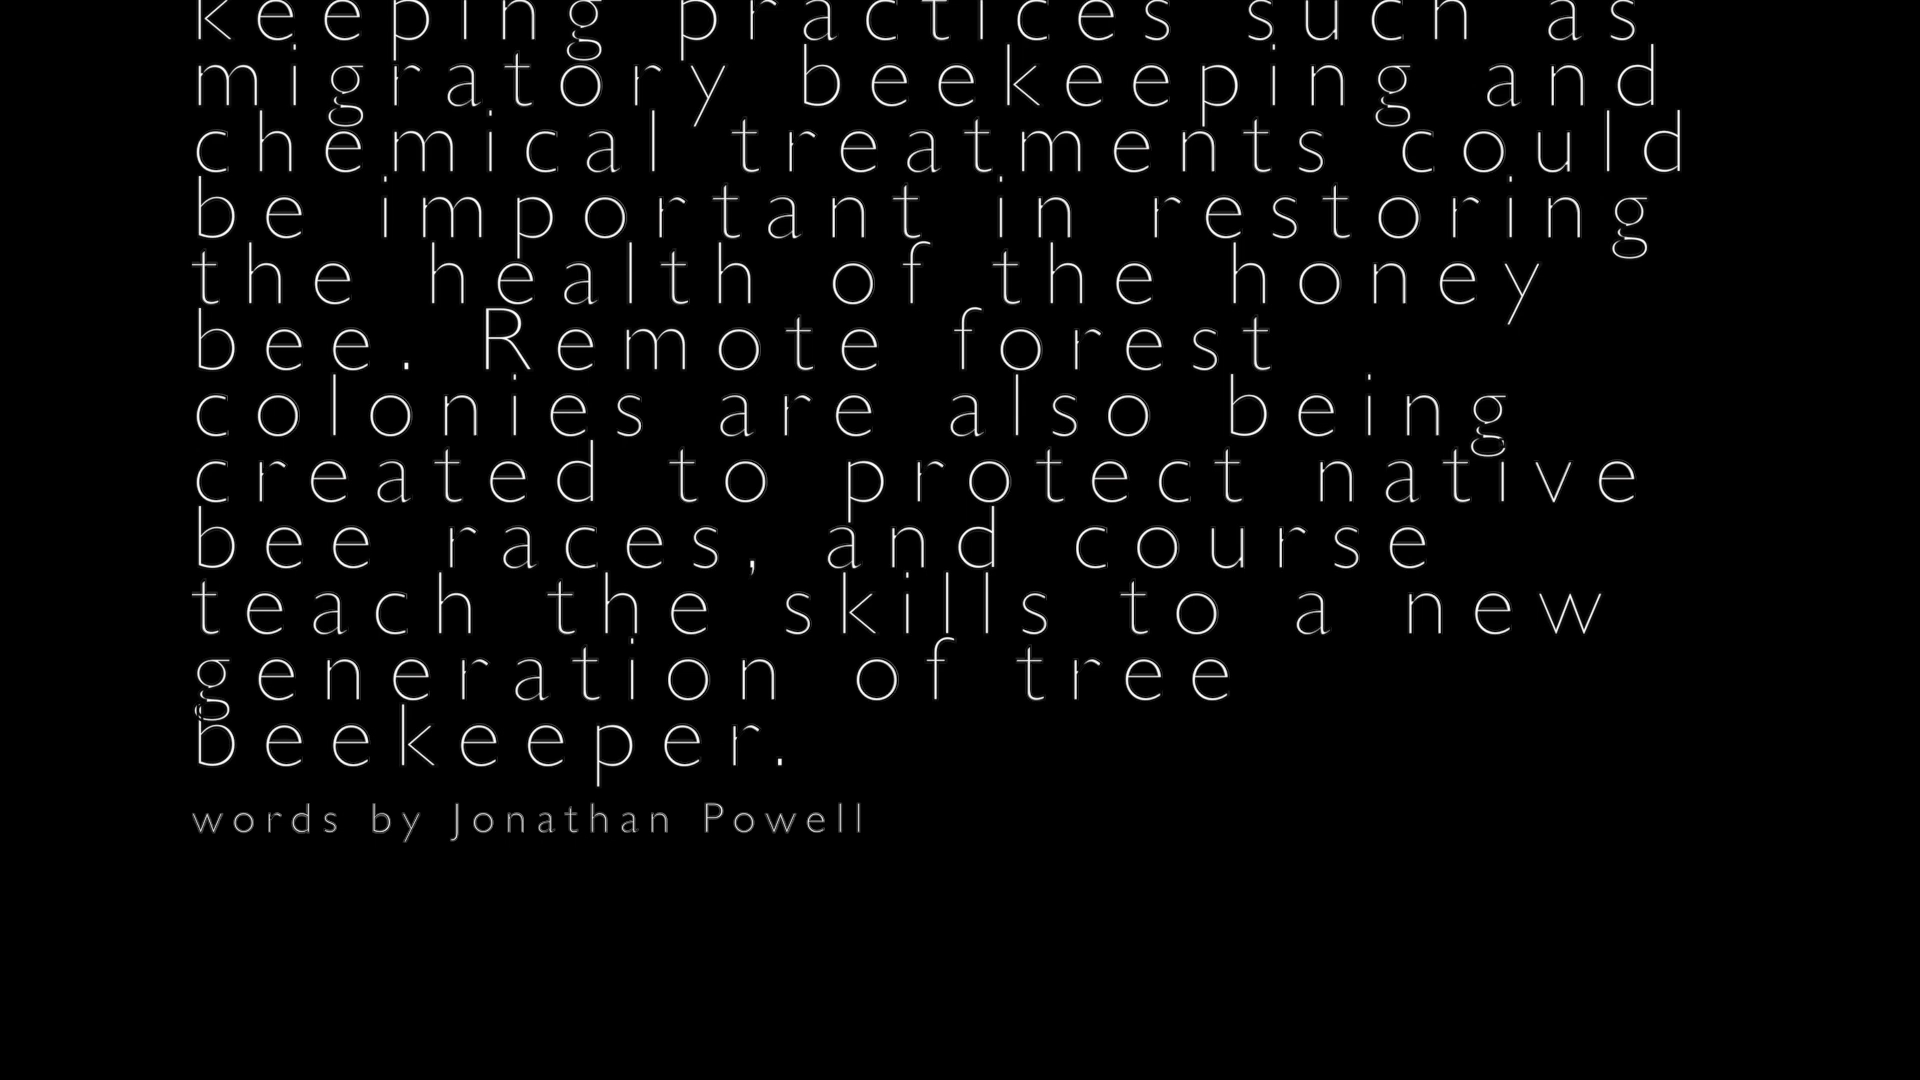 keeping practices such as
migratory beekeeping and
chemical treatments could
be important in restoring
the health of the honey
bee. Remote forest
colonies are also being
created to protect native
bee races, and course
teach the skills to a new
generation of tree
beekeeper.
words by Jonathan Powell